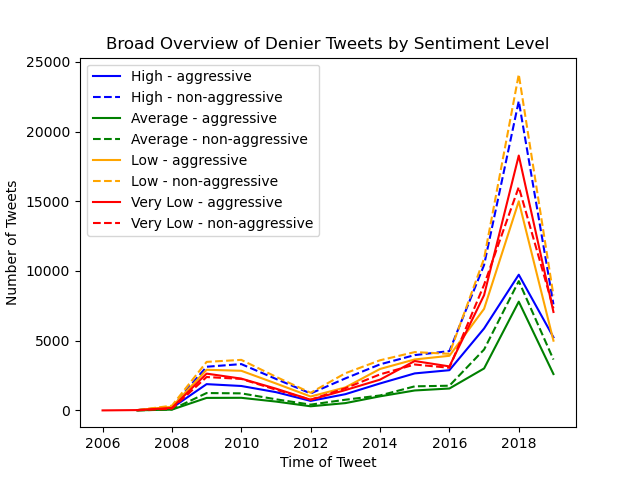 Broad Overview of Denier Tweets by Sentiment Level
High - aggressive
High - non-aggressive
Average - aggressive
Average - non-aggressive
Low - aggressive
Low - non-aggressive
Very Low - aggressive
Very Low - non-aggressive
Number of Tweets
25000
20000
15000
10000
5000
0
2006 2008 2010 2012 2014 2016 2018
Time of Tweet